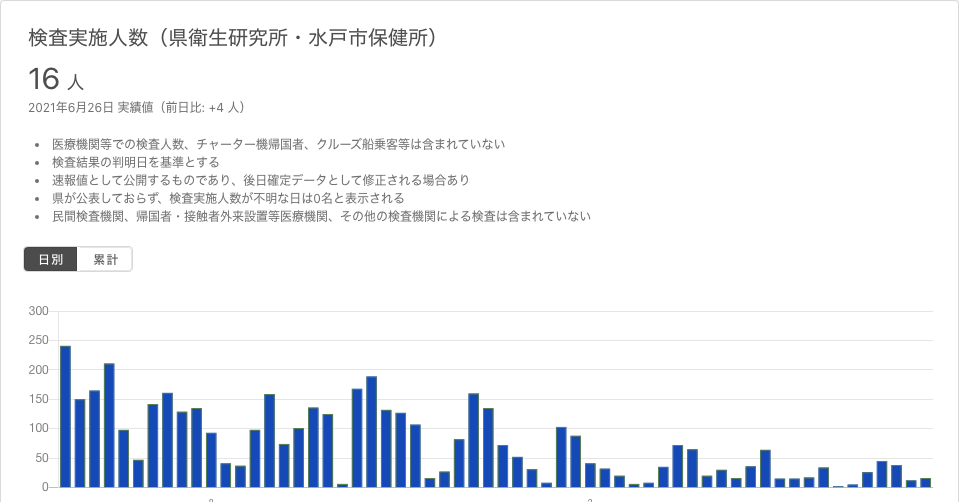 検査実施人数（県衛生研究所・水戸市保健所）
16 人
2021年6月26日 実績値（前日比: +4 人）
• 医療機関等での検査人数、チャーター機帰国者、クルーズ船乗客等は含まれていない
• 検査結果の判明日を基準とする
• 速報値として公開するものであり、後日確定データとして修正される場合あり
• 県が公表しておらず、検査実施人数が不明な日は0名と表示される
• 民間検査機関、帰国者・接触者外来設置等医療機関、その他の検査機関による検査は含まれていない
日別 累計
300
250
200
150
100
50
0